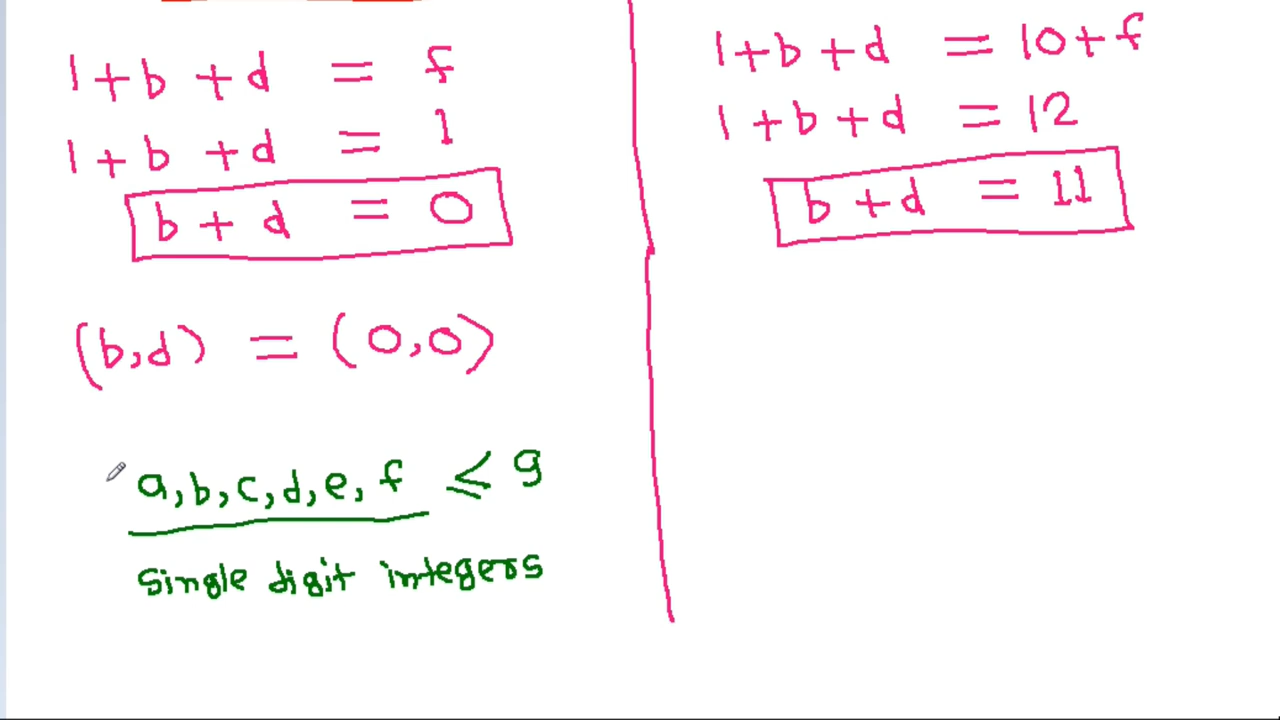 1+b+d = f
1+b+d = 1
b+d = 0
(b,d) = (0,0)
a,b,c,d,e,f ≤ 9
single digit integers
1+b+d = 10+f
1+b+d = 12
b+d = 11